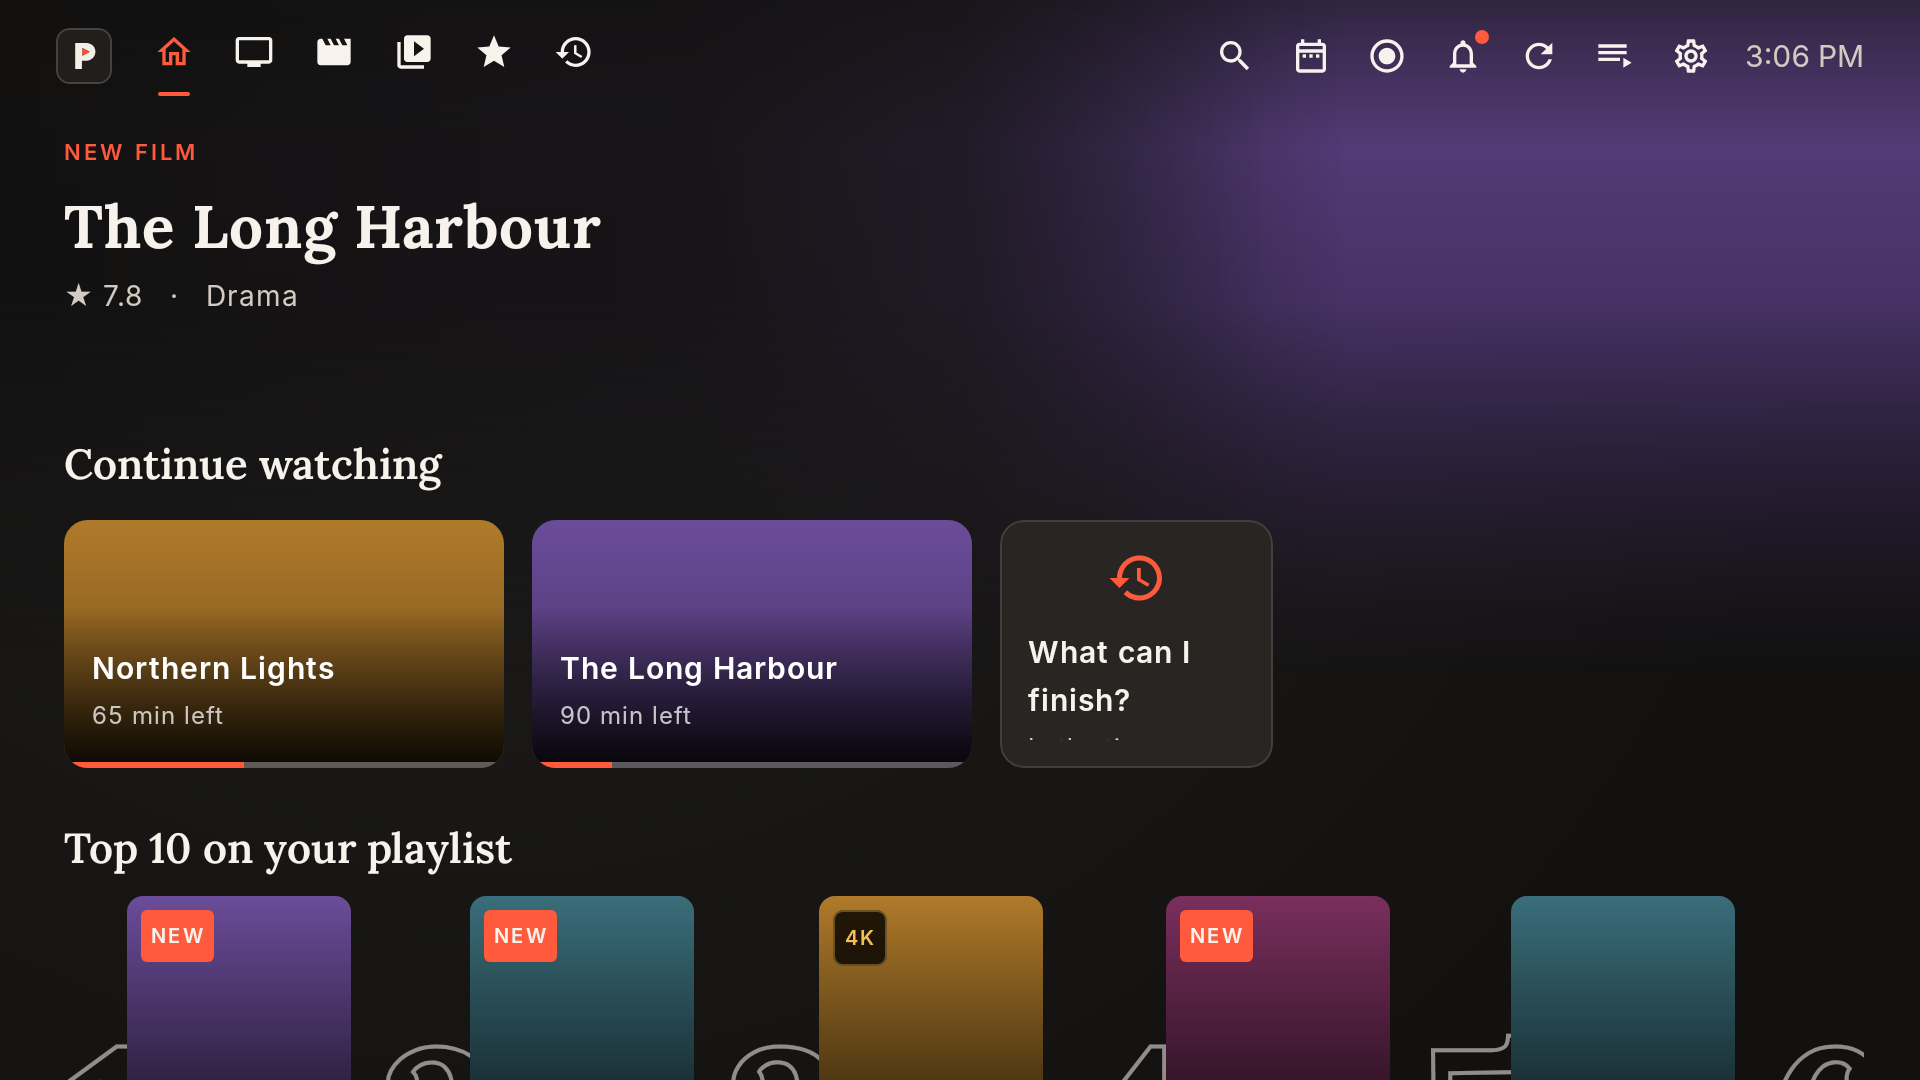 P
3:06 PM
NEW FILM
The Long Harbour
★ 7.8 · Drama
Continue watching
Northern Lights
65 min left
The Long Harbour
90 min left
What can I
finish?
Top 10 on your playlist
NEW
NEW
4K
NEW